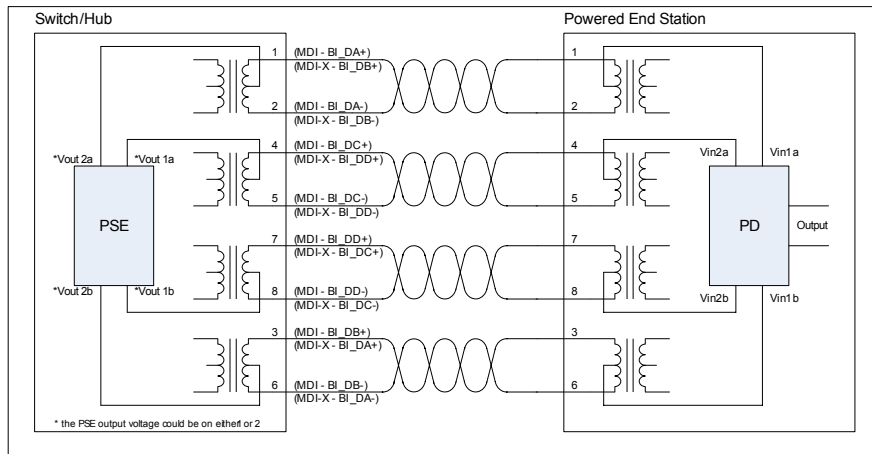 Switch/Hub
Powered End Station
1 (MDI - BI_DA+) 1
(MDI-X - BI_DB+)
2 (MDI - BI_DA-) 2
(MDI-X - BI_DB-)
4 (MDI - BI_DC+) 4
(MDI-X - BI_DD+)
*Vout 2a *Vout 1a
Vin2a Vin1a
5 (MDI - BI_DC-) 5
(MDI-X - BI_DD-)
PSE
PD
Output
7 (MDI - BI_DD+) 7
(MDI-X - BI_DC+)
*Vout 2b *Vout 1b
Vin2b Vin1b
8 (MDI - BI_DD-) 8
(MDI-X - BI_DC-)
3 (MDI - BI_DB+) 3
(MDI-X - BI_DA+)
6 (MDI - BI_DB-) 6
(MDI-X - BI_DA-)
* the PSE output voltage could be on either1 or 2